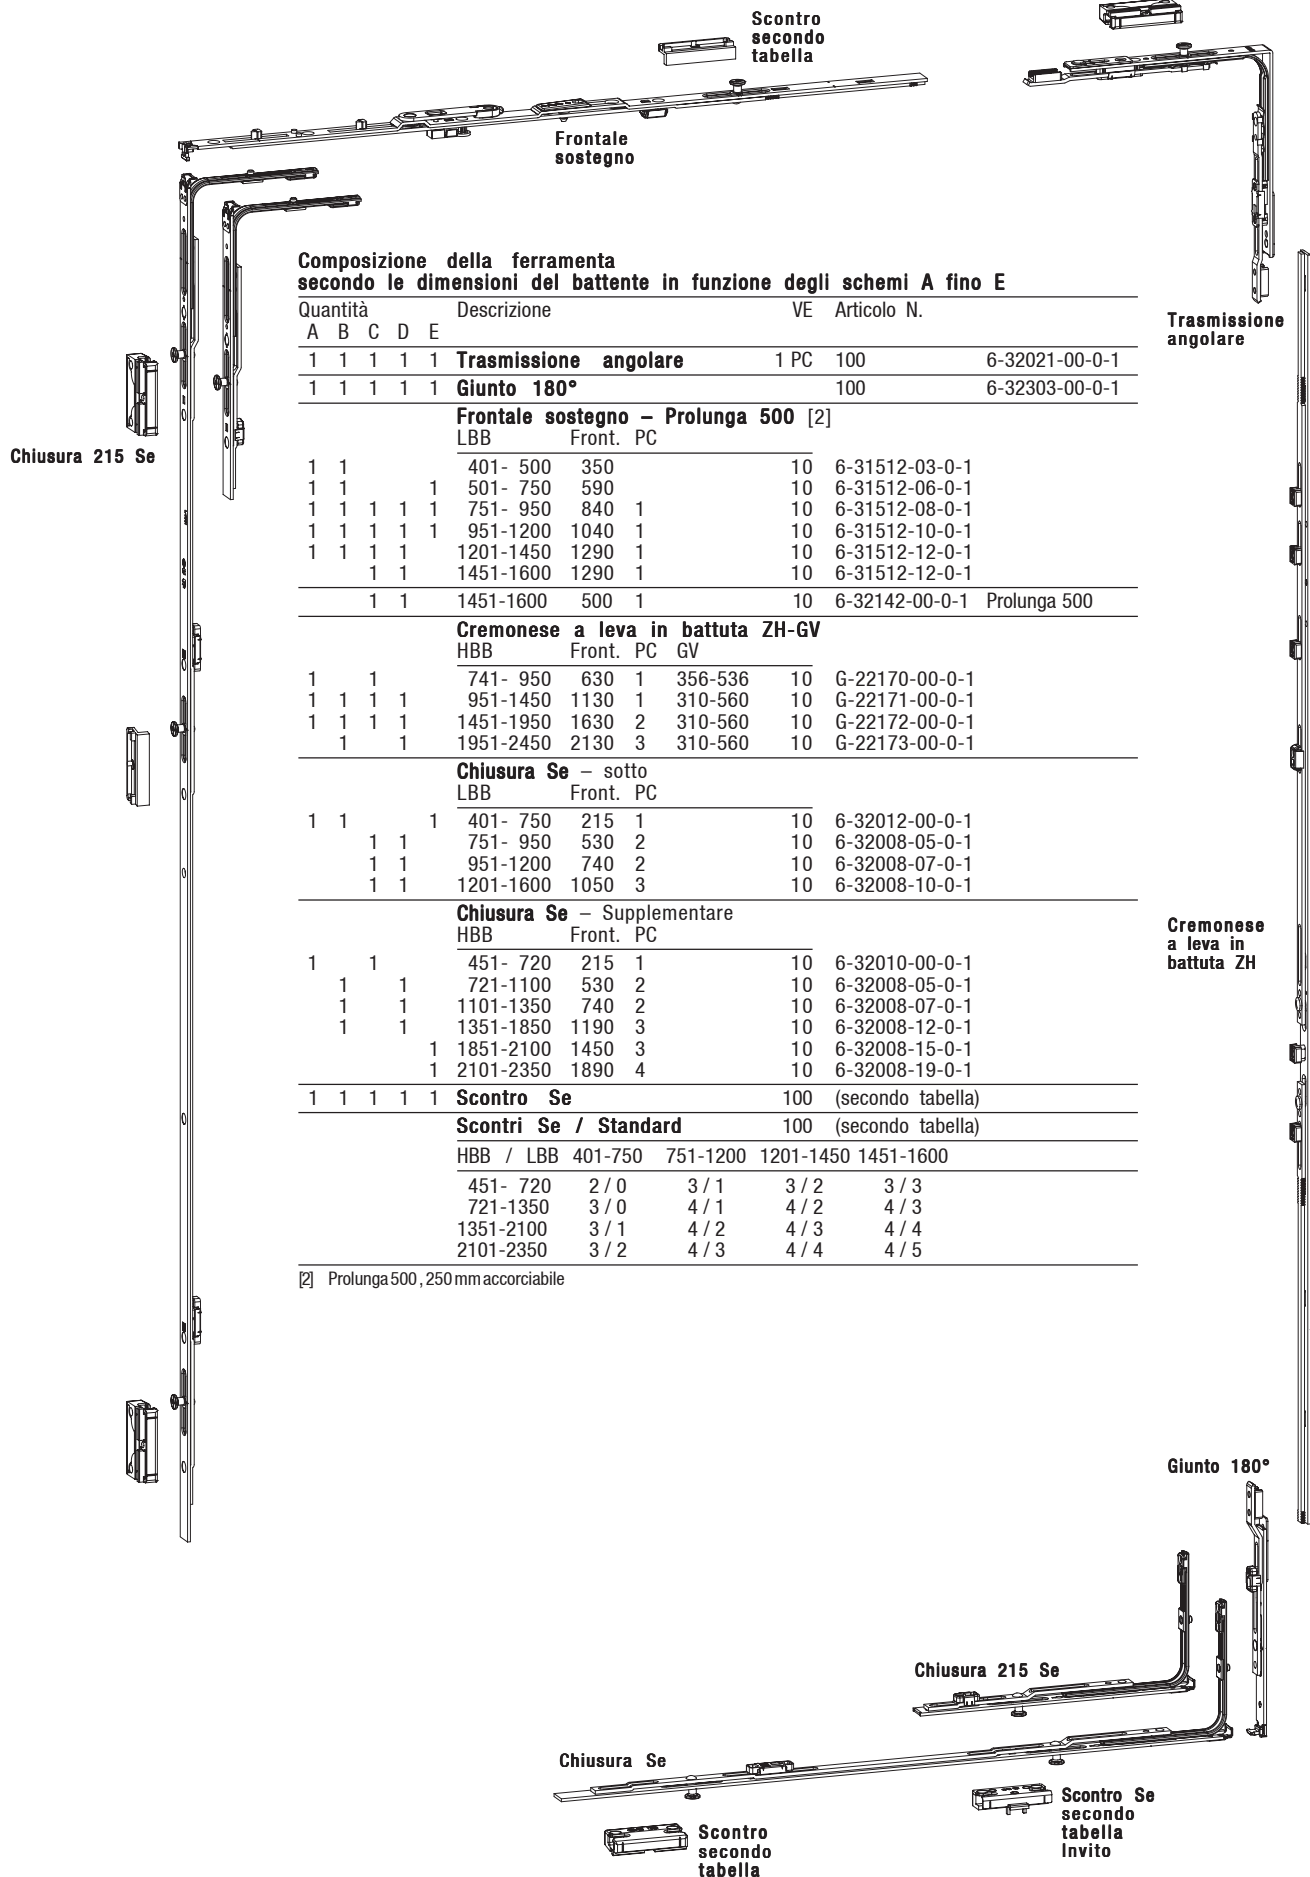 Scontro
secondo
tabella
Frontale
sostegno
Trasmissione
angolare
Chiusura 215 Se
Composizione della ferramenta
secondo le dimensioni del battente in funzione degli schemi A fino E
Quantità Descrizione VE Articolo N.
A B C D E
1 1 1 1 1 Trasmissione angolare 1 PC 100 6-32021-00-0-1
1 1 1 1 1 Giunto 180° 100 6-32303-00-0-1
Frontale sostegno – Prolunga 500 [2]
LBB Front. PC
1 1 401- 500 350 10 6-31512-03-0-1
1 1 1 501- 750 590 10 6-31512-06-0-1
1 1 1 1 1 751- 950 840 1 10 6-31512-08-0-1
1 1 1 1 1 951-1200 1040 1 10 6-31512-10-0-1
1 1 1 1 1201-1450 1290 1 10 6-31512-12-0-1
1 1 1451-1600 1290 1 10 6-31512-12-0-1
1 1 1451-1600 500 1 10 6-32142-00-0-1 Prolunga 500
Cremonese a leva in battuta ZH-GV
HBB Front. PC GV
1 1 741- 950 630 1 356-536 10 G-22170-00-0-1
1 1 1 1 951-1450 1130 1 310-560 10 G-22171-00-0-1
1 1 1 1 1451-1950 1630 2 310-560 10 G-22172-00-0-1
1 1 1951-2450 2130 3 310-560 10 G-22173-00-0-1
Chiusura Se – sotto
LBB Front. PC
1 1 1 401- 750 215 1 10 6-32012-00-0-1
1 1 751- 950 530 2 10 6-32008-05-0-1
1 1 951-1200 740 2 10 6-32008-07-0-1
1 1 1201-1600 1050 3 10 6-32008-10-0-1
Chiusura Se – Supplementare
HBB Front. PC
1 1 451- 720 215 1 10 6-32010-00-0-1
1 1 721-1100 530 2 10 6-32008-05-0-1
1 1 1101-1350 740 2 10 6-32008-07-0-1
1 1 1351-1850 1190 3 10 6-32008-12-0-1
1 1851-2100 1450 3 10 6-32008-15-0-1
1 2101-2350 1890 4 10 6-32008-19-0-1
1 1 1 1 1 Scontro Se 100 (secondo tabella)
Scontri Se / Standard 100 (secondo tabella)
HBB / LBB 401-750 751-1200 1201-1450 1451-1600
451- 720 2 / 0 3 / 1 3 / 2 3 / 3
721-1350 3 / 0 4 / 1 4 / 2 4 / 3
1351-2100 3 / 1 4 / 2 4 / 3 4 / 4
2101-2350 3 / 2 4 / 3 4 / 4 4 / 5
[2] Prolunga 500 , 250 mm accorciabile
Cremonese
a leva in
battuta ZH
Giunto 180°
Chiusura 215 Se
Chiusura Se
Scontro Se
secondo
tabella
Invito
Scontro
secondo
tabella